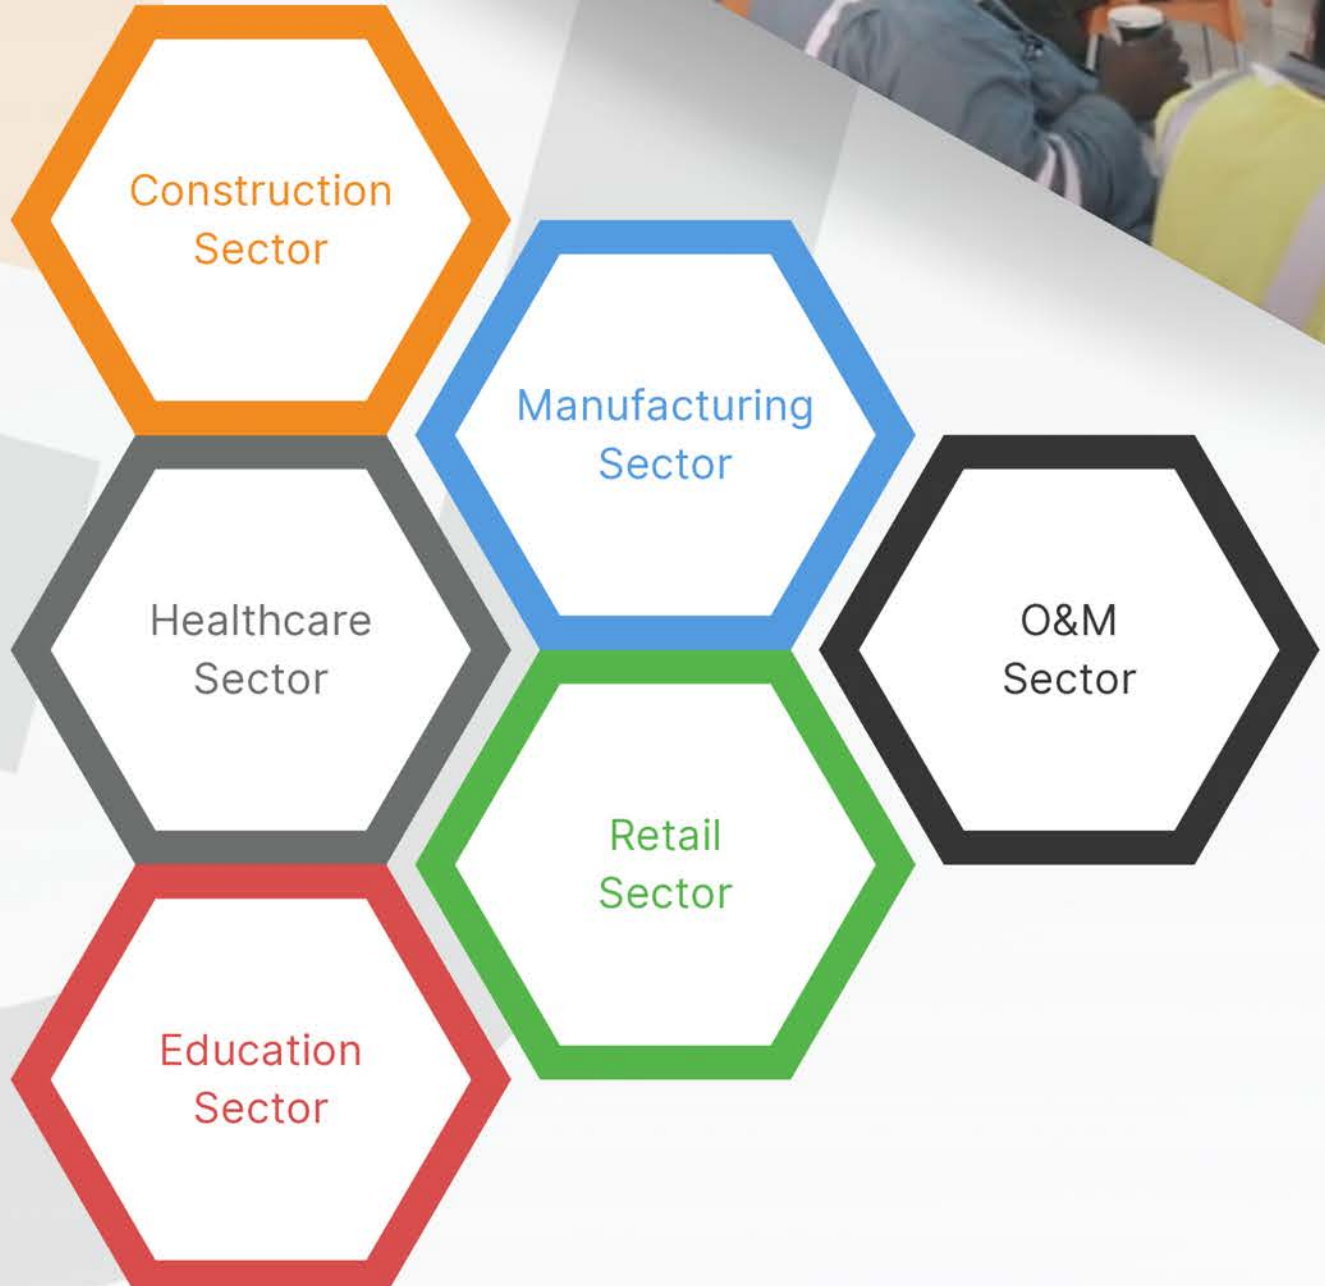 Construction
Sector
Manufacturing
Sector
Healthcare
Sector
O&M
Sector
Retail
Sector
Education
Sector